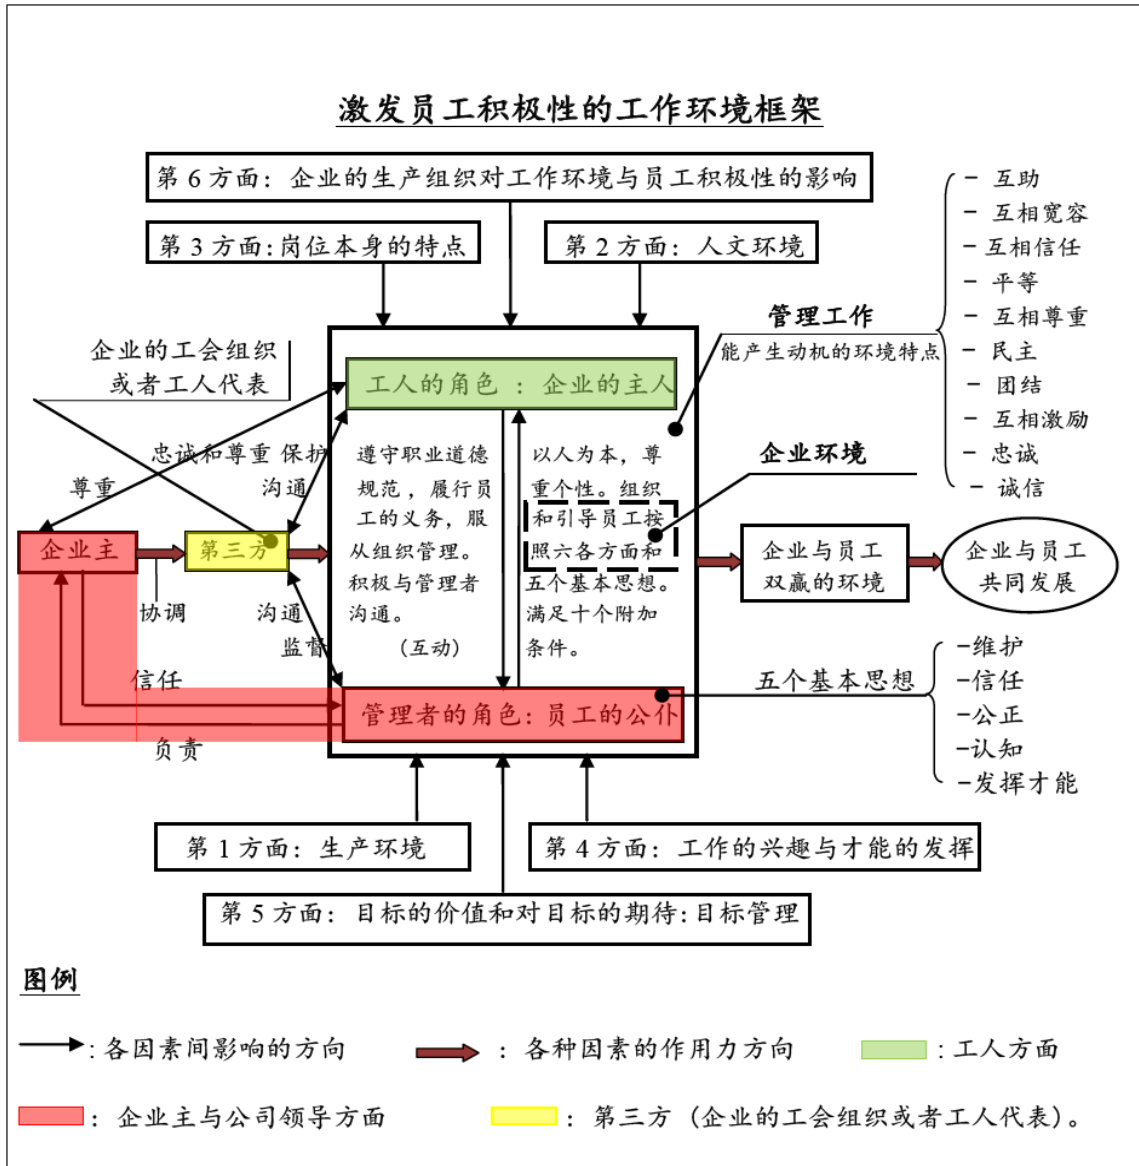 激发员工积极性的工作环境框架
第 6 方面：企业的生产组织对工作环境与员工积极性的影响
第 3 方面：岗位本身的特点
第 2 方面：人文环境
－ 互助
－ 互相宽容
－ 互相信任
－ 平等
－ 互相尊重
－ 民主
－ 团结
－ 互相激励
－ 忠诚
－ 诚信
管理工作
能产生动机的环境特点
企业的工会组织
或者工人代表
工人的角色 ：企业的主人
忠诚和尊重
保护
尊重
沟通
遵守职业道德
规范，履行员
工的义务，服
从组织管理。
积极与管理者
沟通。
（互动）
以人为本，尊
重个性。组织
和引导员工按
照六各方面和
五个基本思想。
满足十个附加
条件。
企业环境
企业主
第三方
企业与员工
双赢的环境
企业与员工
共同发展
协调
沟通
监督
信任
负责
管理者的角色：员工的公仆
五个基本思想
－维护
－信任
－公正
－认知
－发挥才能
第 1 方面：生产环境
第 4 方面：工作的兴趣与才能的发挥
第 5 方面：目标的价值和对目标的期待：目标管理
图例
：各因素间影响的方向
：各种因素的作用力方向
：工人方面
：企业主与公司领导方面
：第三方（企业的工会组织或者工人代表）。